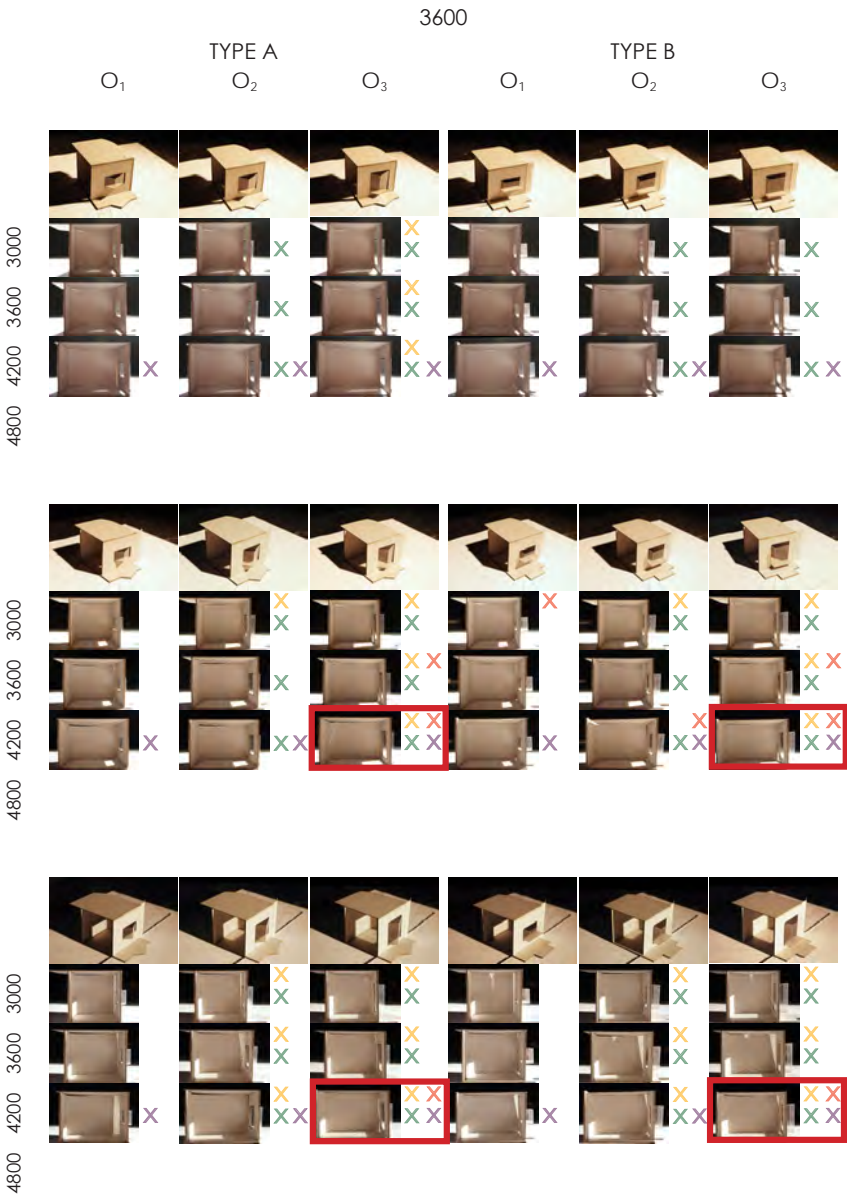 3600
TYPE A TYPE B
O₁ O₂ O₃ O₁ O₂ O₃
3000 X X X X X
X
3600 X X X X X
X
4200 X X X X X X X X X X X
4800
3000 X X X X X
X X X X
3600 X X X X
X X X X
4200 X X X X X
X X X X X X X X X X
4800
3000 X X X X
X X X X
3600 X X X X
X X X X
4200 X X X X X X
X X X X X X X X X X
4800